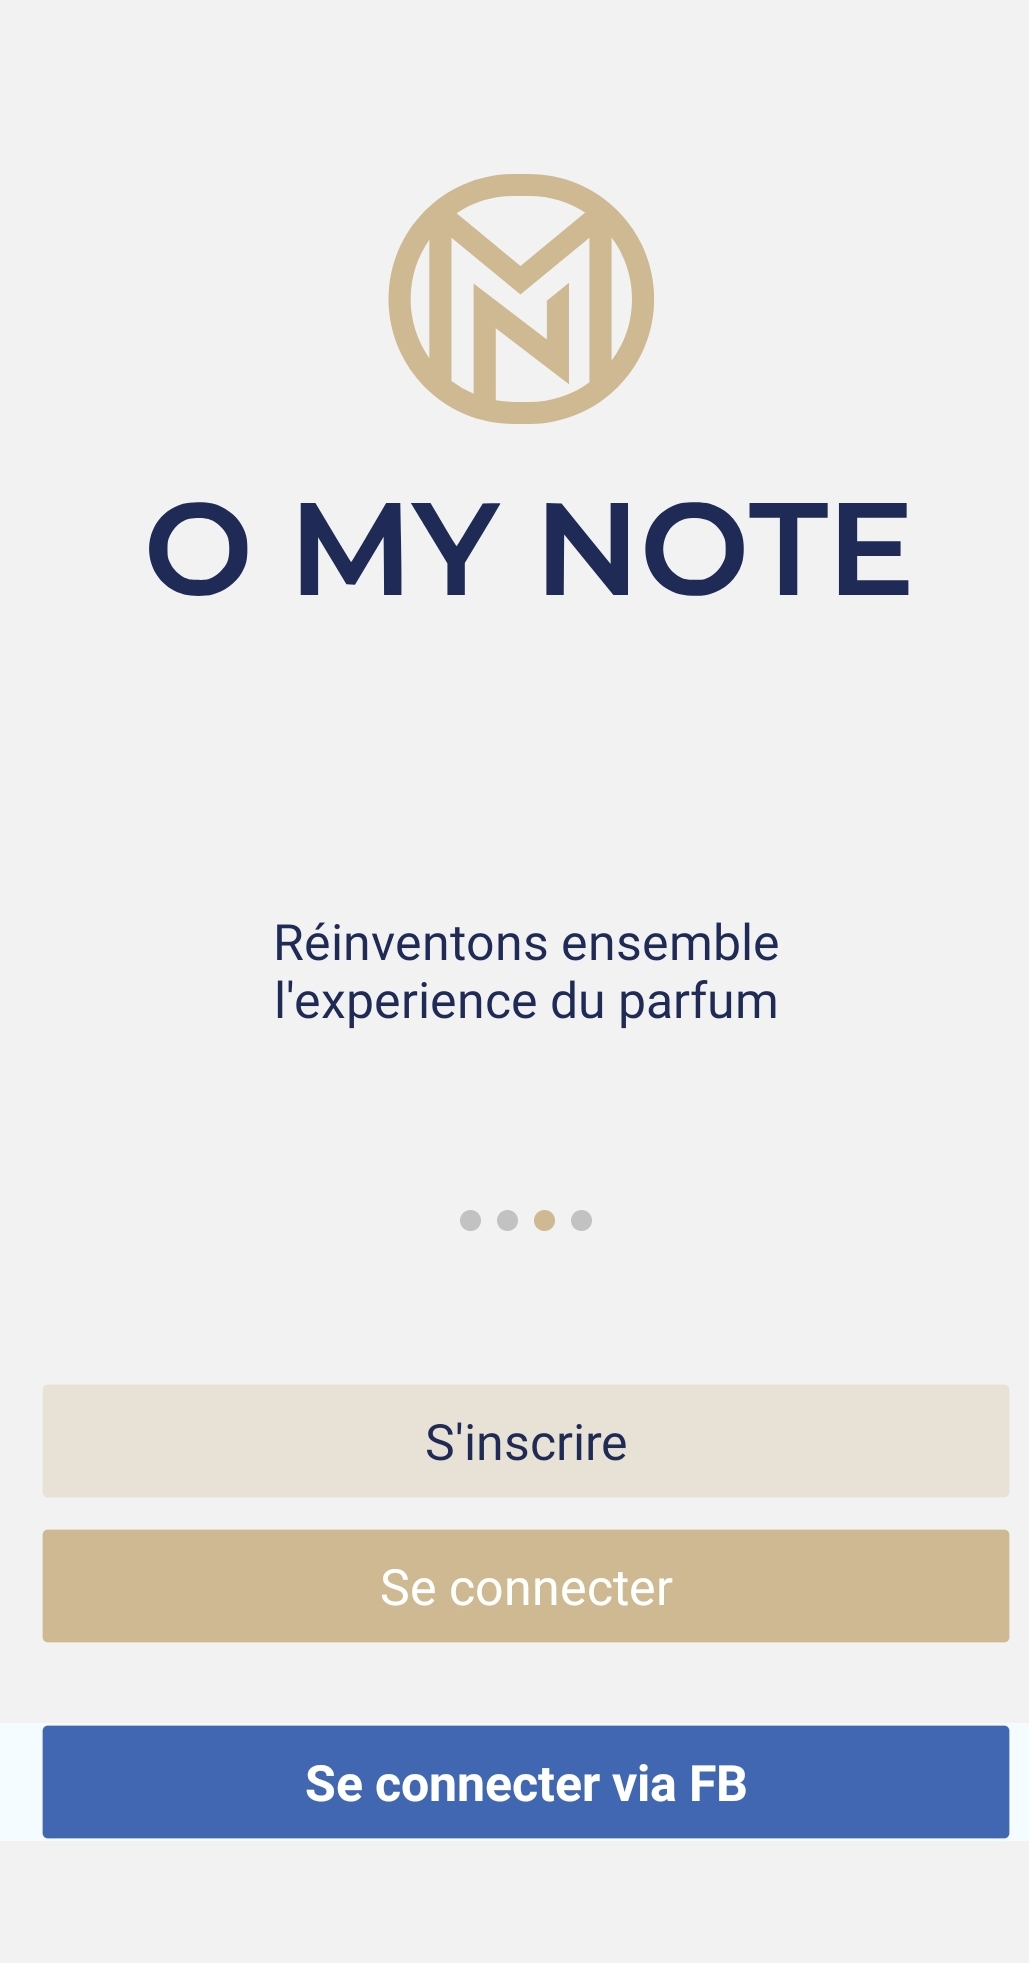 O MY NOTE
Réinventons ensemble
l'experience du parfum
S'inscrire
Se connecter
Se connecter via FB